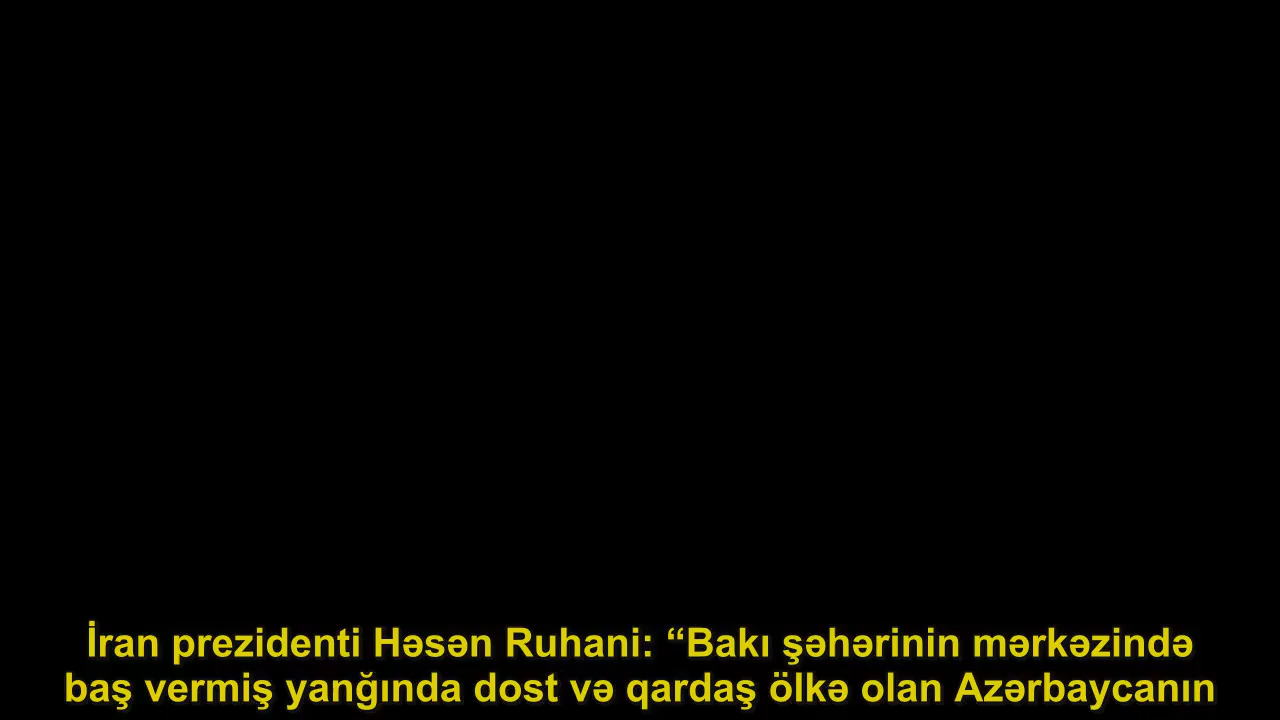 İran prezidenti Həsən Ruhani: “Bakı şəhərinin mərkəzində
baş vermiş yanğında dost və qardaş ölkə olan Azərbaycanın